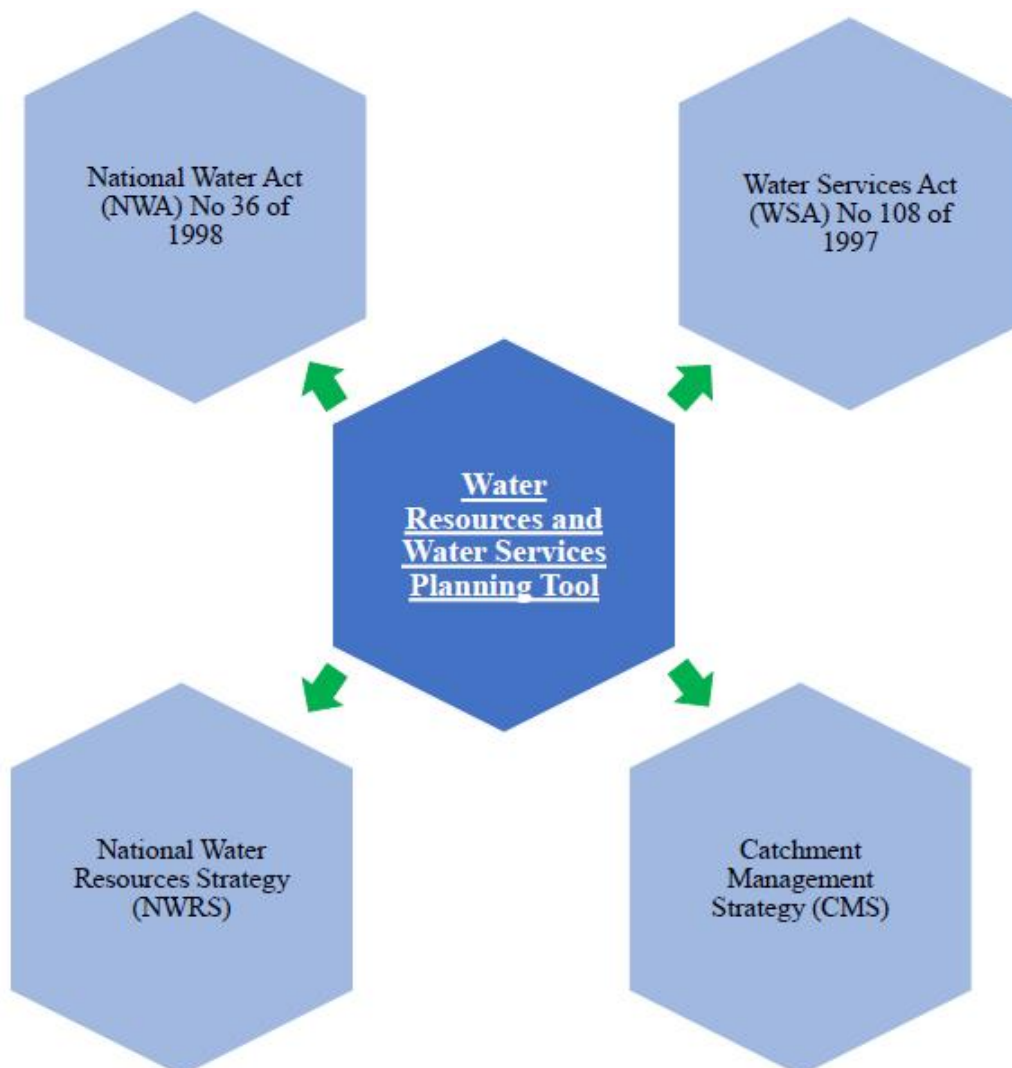 National Water Act
(NWA) No 36 of
1998
Water Services Act
(WSA) No 108 of
1997
Water
Resources and
Water Services
Planning Tool
National Water
Resources Strategy
(NWRS)
Catchment
Management
Strategy (CMS)